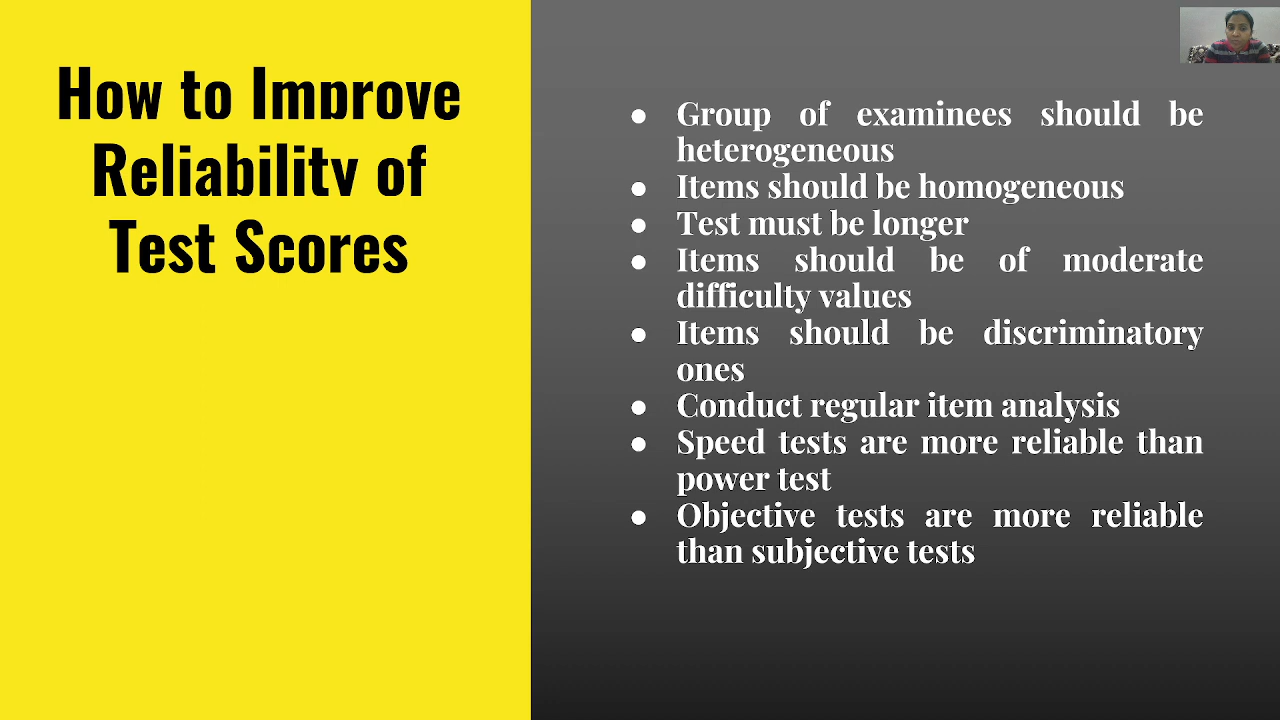 How to Improve
Reliability of
Test Scores
● Group of examinees should be
heterogeneous
● Items should be homogeneous
● Test must be longer
● Items should be of moderate
difficulty values
● Items should be discriminatory
ones
● Conduct regular item analysis
● Speed tests are more reliable than
power test
● Objective tests are more reliable
than subjective tests